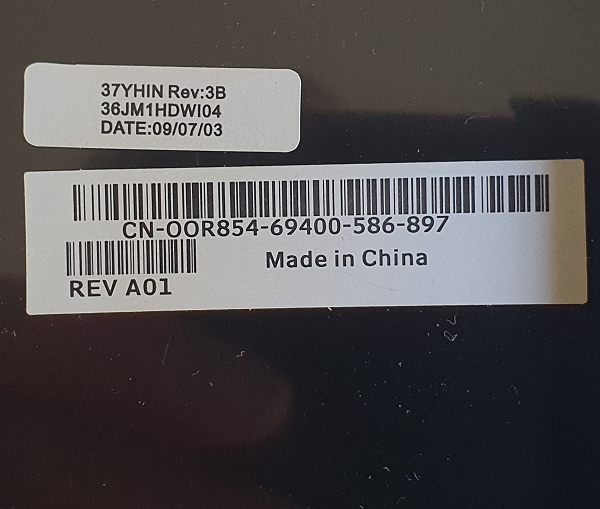 37YHIN Rev:3B
36JM1HDWI04
DATE:09/07/03
CN-0OR854-69400-586-897
Made in China
REV A01